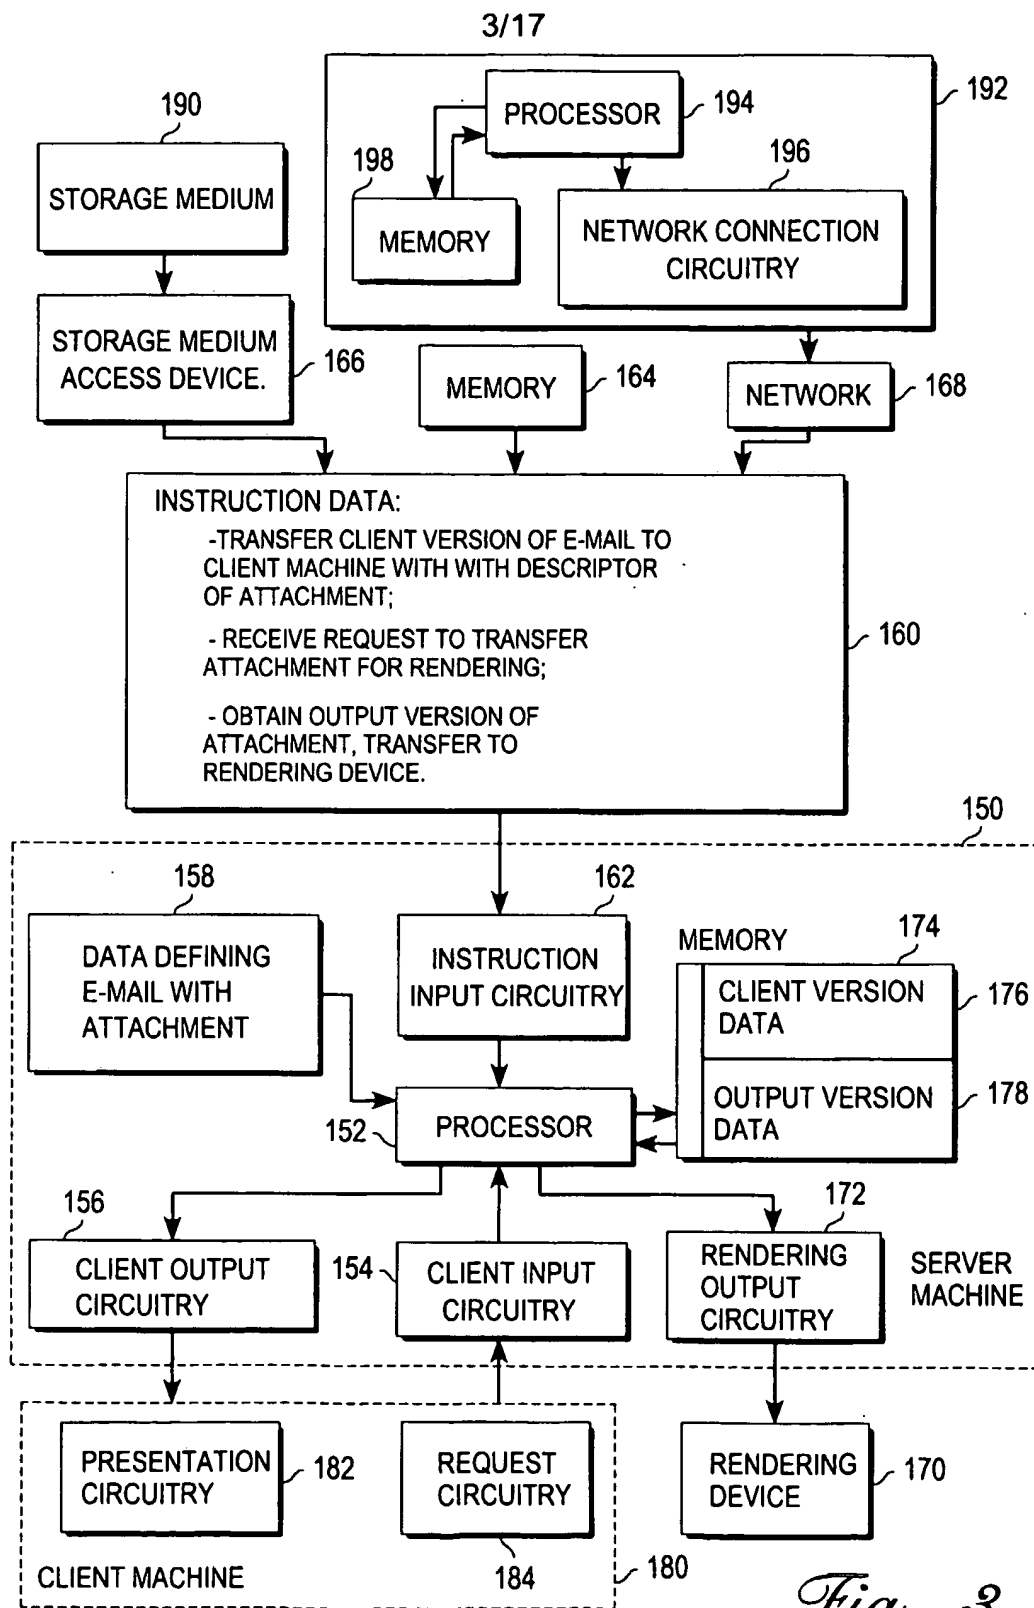 3/17
192
PROCESSOR
194
190
STORAGE MEDIUM
198
MEMORY
196
NETWORK CONNECTION
CIRCUITRY
STORAGE MEDIUM
ACCESS DEVICE.
166
MEMORY
164
NETWORK
168
INSTRUCTION DATA:
-TRANSFER CLIENT VERSION OF E-MAIL TO
CLIENT MACHINE WITH WITH DESCRIPTOR
OF ATTACHMENT;
- RECEIVE REQUEST TO TRANSFER
ATTACHMENT FOR RENDERING;
- OBTAIN OUTPUT VERSION OF
ATTACHMENT, TRANSFER TO
RENDERING DEVICE.
160
150
158
DATA DEFINING
E-MAIL WITH
ATTACHMENT
162
INSTRUCTION
INPUT CIRCUITRY
MEMORY
174
CLIENT VERSION
DATA
176
OUTPUT VERSION
DATA
178
152
PROCESSOR
156
CLIENT OUTPUT
CIRCUITRY
154
CLIENT INPUT
CIRCUITRY
172
RENDERING
OUTPUT
CIRCUITRY
SERVER
MACHINE
PRESENTATION
CIRCUITRY
182
REQUEST
CIRCUITRY
184
RENDERING
DEVICE
170
CLIENT MACHINE
180
Fig. 3